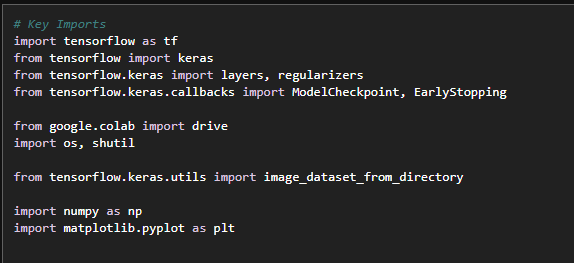 # Key Imports
import tensorflow as tf
from tensorflow import keras
from tensorflow.keras import layers, regularizers
from tensorflow.keras.callbacks import ModelCheckpoint, EarlyStopping
from google.colab import drive
import os, shutil
from tensorflow.keras.utils import image_dataset_from_directory
import numpy as np
import matplotlib.pyplot as plt